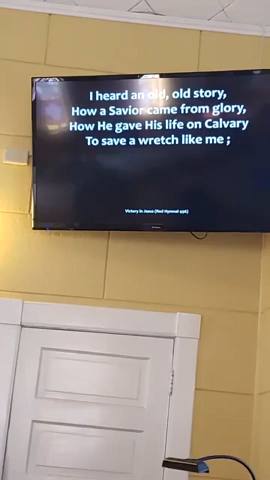 I heard an old, old story,
How a Savior came from glory,
How He gave His life on Calvary
To save a wretch like me ;
Victory in Jesus (Red Hymnal 496)